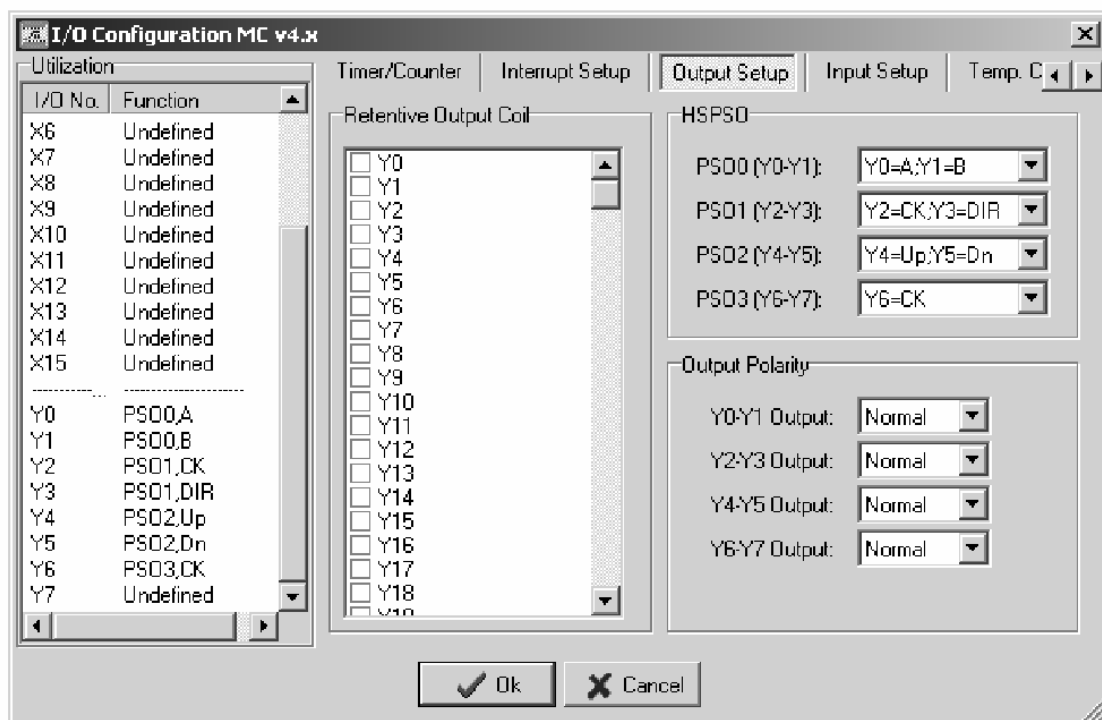 I/O Configuration MC v4.x
Utilization
I/O No. Function
X6 Undefined
X7 Undefined
X8 Undefined
X9 Undefined
X10 Undefined
X11 Undefined
X12 Undefined
X13 Undefined
X14 Undefined
X15 Undefined
Y0 PSO0,A
Y1 PSO0,B
Y2 PSO1,CK
Y3 PSO1,DIR
Y4 PSO2,Up
Y5 PSO2,Dn
Y6 PSO3,CK
Y7 Undefined
Timer/Counter Interrupt Setup Output Setup Input Setup Temp. C
Retentive Output Coil
Y0
Y1
Y2
Y3
Y4
Y5
Y6
Y7
Y8
Y9
Y10
Y11
Y12
Y13
Y14
Y15
Y16
Y17
Y18
Y19
HSPSO
PSO0 (Y0-Y1): Y0=A;Y1=B
PSO1 (Y2-Y3): Y2=CK;Y3=DIR
PSO2 (Y4-Y5): Y4=Up;Y5=Dn
PSO3 (Y6-Y7): Y6=CK
Output Polarity
Y0-Y1 Output: Normal
Y2-Y3 Output: Normal
Y4-Y5 Output: Normal
Y6-Y7 Output: Normal
Ok Cancel